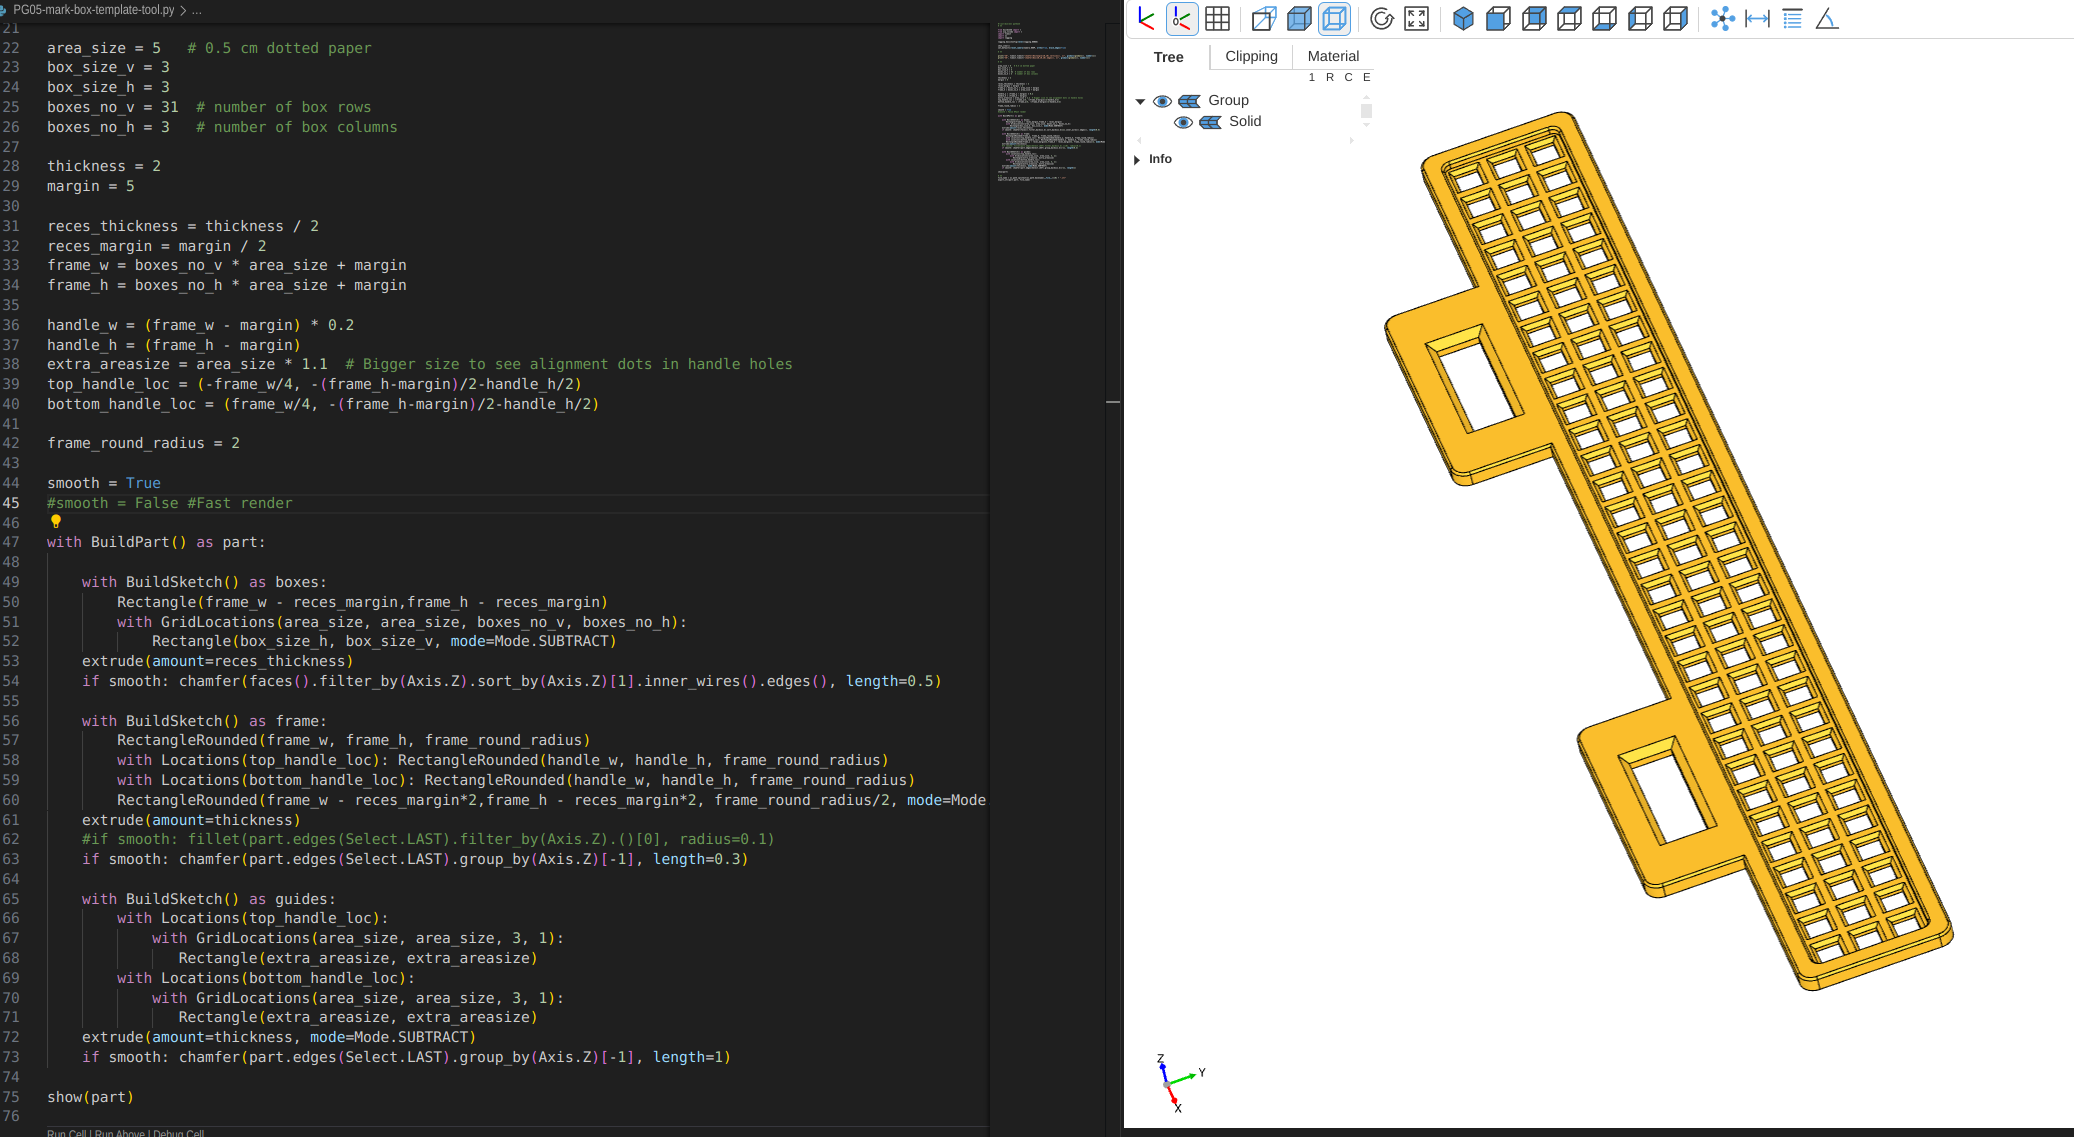 PG05-mark-box-template-tool.py > ...
21
22 area_size = 5   # 0.5 cm dotted paper
23 box_size_v = 3
24 box_size_h = 3
25 boxes_no_v = 31  # number of box rows
26 boxes_no_h = 3   # number of box columns
27
28 thickness = 2
29 margin = 5
30
31 reces_thickness = thickness / 2
32 reces_margin = margin / 2
33 frame_w = boxes_no_v * area_size + margin
34 frame_h = boxes_no_h * area_size + margin
35
36 handle_w = (frame_w - margin) * 0.2
37 handle_h = (frame_h - margin)
38 extra_areasize = area_size * 1.1  # Bigger size to see alignment dots in handle holes
39 top_handle_loc = (-frame_w/4, -(frame_h-margin)/2-handle_h/2)
40 bottom_handle_loc = (frame_w/4, -(frame_h-margin)/2-handle_h/2)
41
42 frame_round_radius = 2
43
44 smooth = True
45 #smooth = False #Fast render
46
47 with BuildPart() as part:
48
49     with BuildSketch() as boxes:
50         Rectangle(frame_w - reces_margin,frame_h - reces_margin)
51         with GridLocations(area_size, area_size, boxes_no_v, boxes_no_h):
52             Rectangle(box_size_h, box_size_v, mode=Mode.SUBTRACT)
53     extrude(amount=reces_thickness)
54     if smooth: chamfer(faces().filter_by(Axis.Z).sort_by(Axis.Z)[1].inner_wires().edges(), length=0.5)
55
56     with BuildSketch() as frame:
57         RectangleRounded(frame_w, frame_h, frame_round_radius)
58         with Locations(top_handle_loc): RectangleRounded(handle_w, handle_h, frame_round_radius)
59         with Locations(bottom_handle_loc): RectangleRounded(handle_w, handle_h, frame_round_radius)
60         RectangleRounded(frame_w - reces_margin*2,frame_h - reces_margin*2, frame_round_radius/2, mode=Mode
61     extrude(amount=thickness)
62     #if smooth: fillet(part.edges(Select.LAST).filter_by(Axis.Z).()[0], radius=0.1)
63     if smooth: chamfer(part.edges(Select.LAST).group_by(Axis.Z)[-1], length=0.3)
64
65     with BuildSketch() as guides:
66         with Locations(top_handle_loc):
67             with GridLocations(area_size, area_size, 3, 1):
68                Rectangle(extra_areasize, extra_areasize)
69         with Locations(bottom_handle_loc):
70             with GridLocations(area_size, area_size, 3, 1):
71                Rectangle(extra_areasize, extra_areasize)
72     extrude(amount=thickness, mode=Mode.SUBTRACT)
73     if smooth: chamfer(part.edges(Select.LAST).group_by(Axis.Z)[-1], length=1)
74
75 show(part)
76
Run Cell | Run Above | Debug Cell
0
Tree Clipping Material
1 R C E
Group
Solid
Info
Z
Y
X